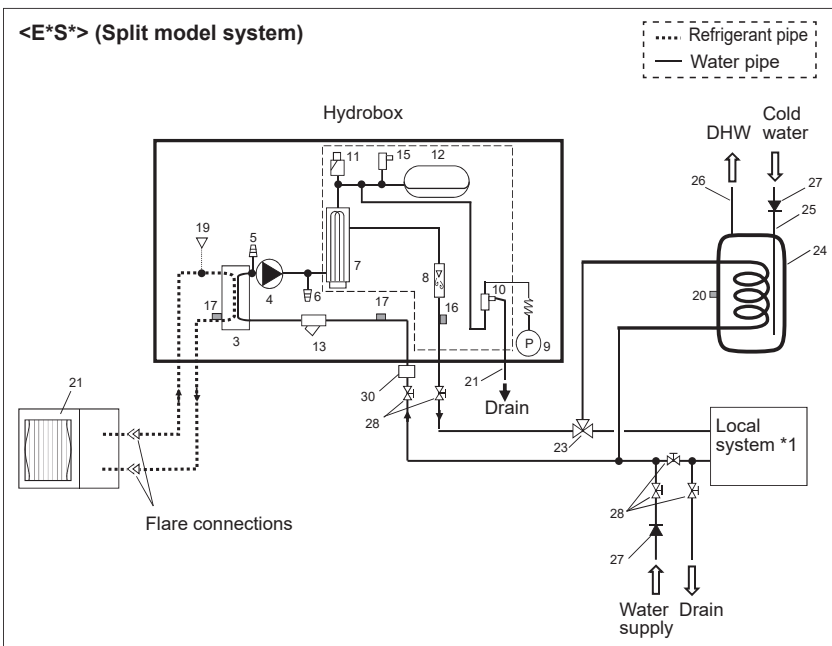 <E*S*> (Split model system)
Refrigerant pipe
Water pipe
Hydrobox
DHW
Cold
water
11
15
12
26
27
25
19
5
24
7
8
4
6
17
17
16
10
20
3
13
P
9
30
21
28
Drain
21
23
Local
system *1
Flare connections
28
27
Water
supply
Drain